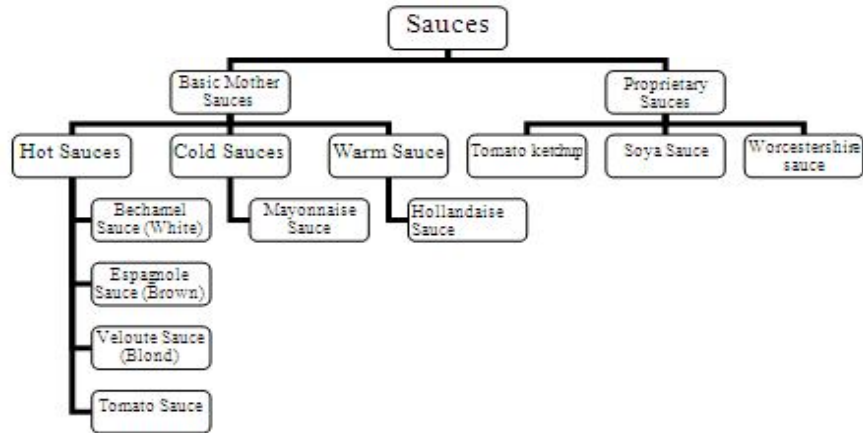 Sauces
Basic Mother
Sauces
Proprietary
Sauces
Hot Sauces
Cold Sauces
Warm Sauce
Tomato ketchup
Soya Sauce
Worcestershire
sauce
Bechamel
Sauce (White)
Mayonnaise
Sauce
Hollandaise
Sauce
Espagnole
Sauce (Brown)
Veloute Sauce
(Blond)
Tomato Sauce